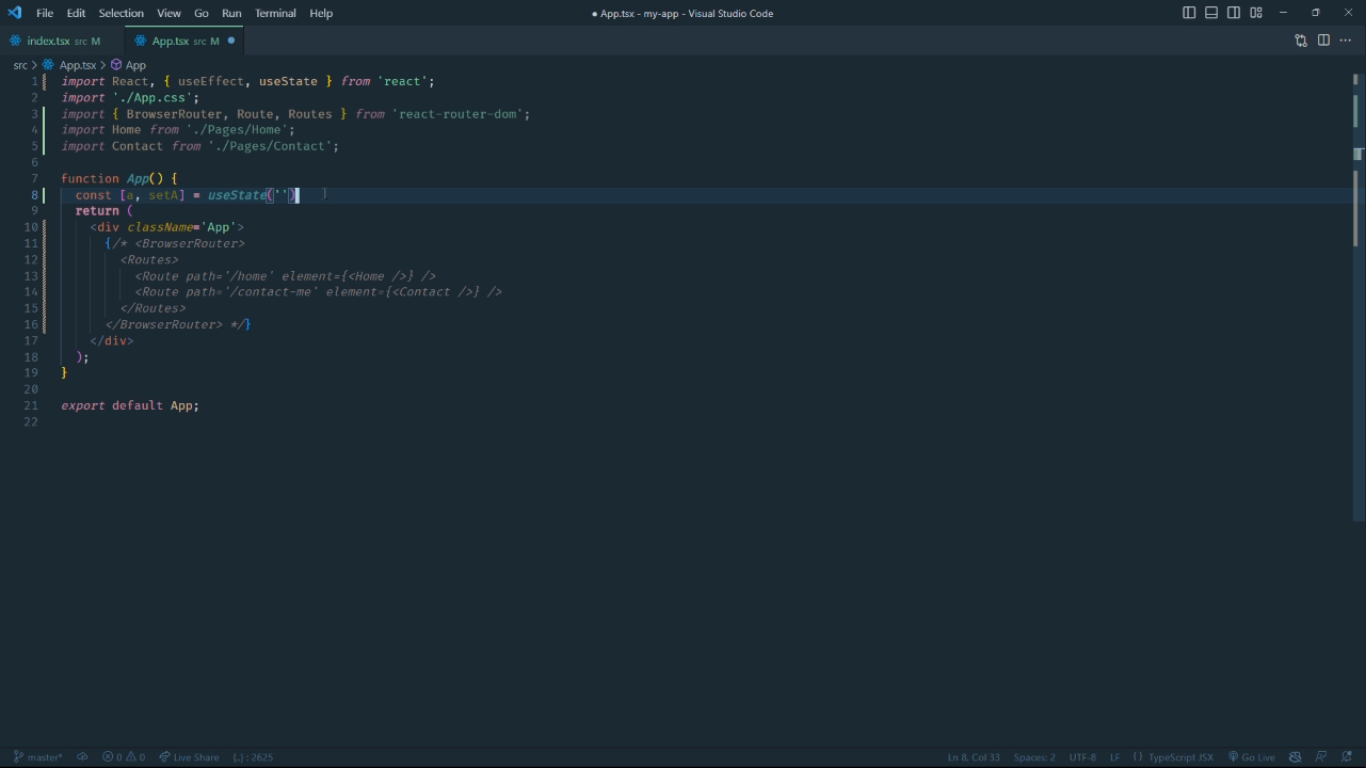 File Edit Selection View Go Run Terminal Help ● App.tsx - my-app - Visual Studio Code
index.tsx src M App.tsx src M
src > App.tsx > App
1 import React, { useEffect, useState } from 'react';
2 import './App.css';
3 import { BrowserRouter, Route, Routes } from 'react-router-dom';
4 import Home from './Pages/Home';
5 import Contact from './Pages/Contact';
6
7 function App() {
8 const [a, setA] = useState('')
9 return (
10 <div className='App'>
11 {/* <BrowserRouter>
12 <Routes>
13 <Route path='/home' element={<Home />} />
14 <Route path='/contact-me' element={<Contact />} />
15 </Routes>
16 </BrowserRouter> */}
17 </div>
18 );
19 }
20
21 export default App;
22
master* 0 0 Live Share {..} : 2625 Ln 8, Col 33 Spaces: 2 UTF-8 LF {} TypeScript JSX Go Live